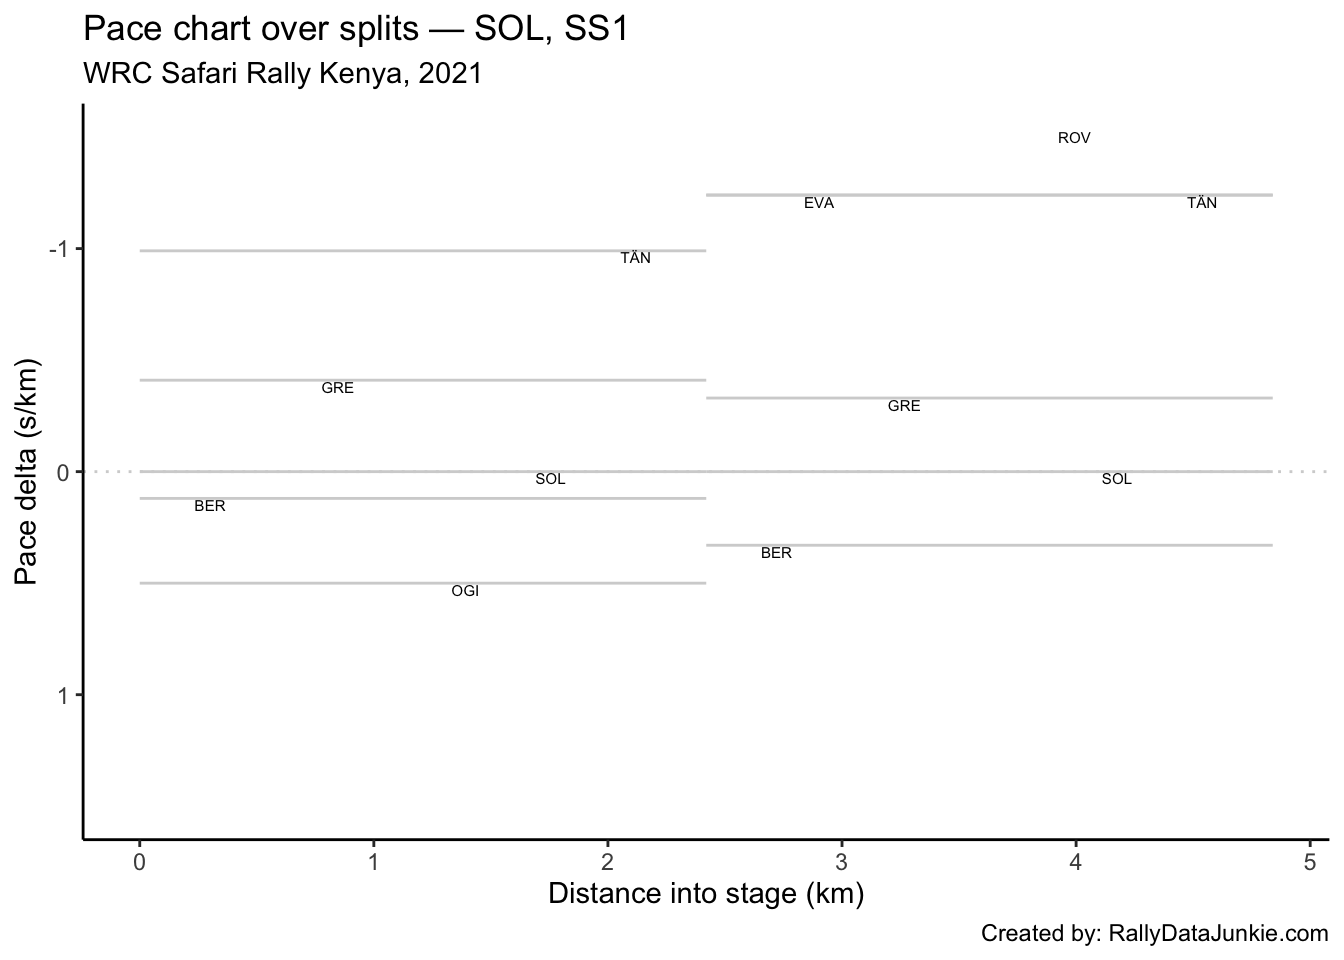 Pace chart over splits — SOL, SS1
WRC Safari Rally Kenya, 2021
ROV
EVA
TÄN
-1
TÄN
GRE
GRE
0
SOL
SOL
BER
BER
OGI
1
Pace delta (s/km)
0 1 2 3 4 5
Distance into stage (km)
Created by: RallyDataJunkie.com